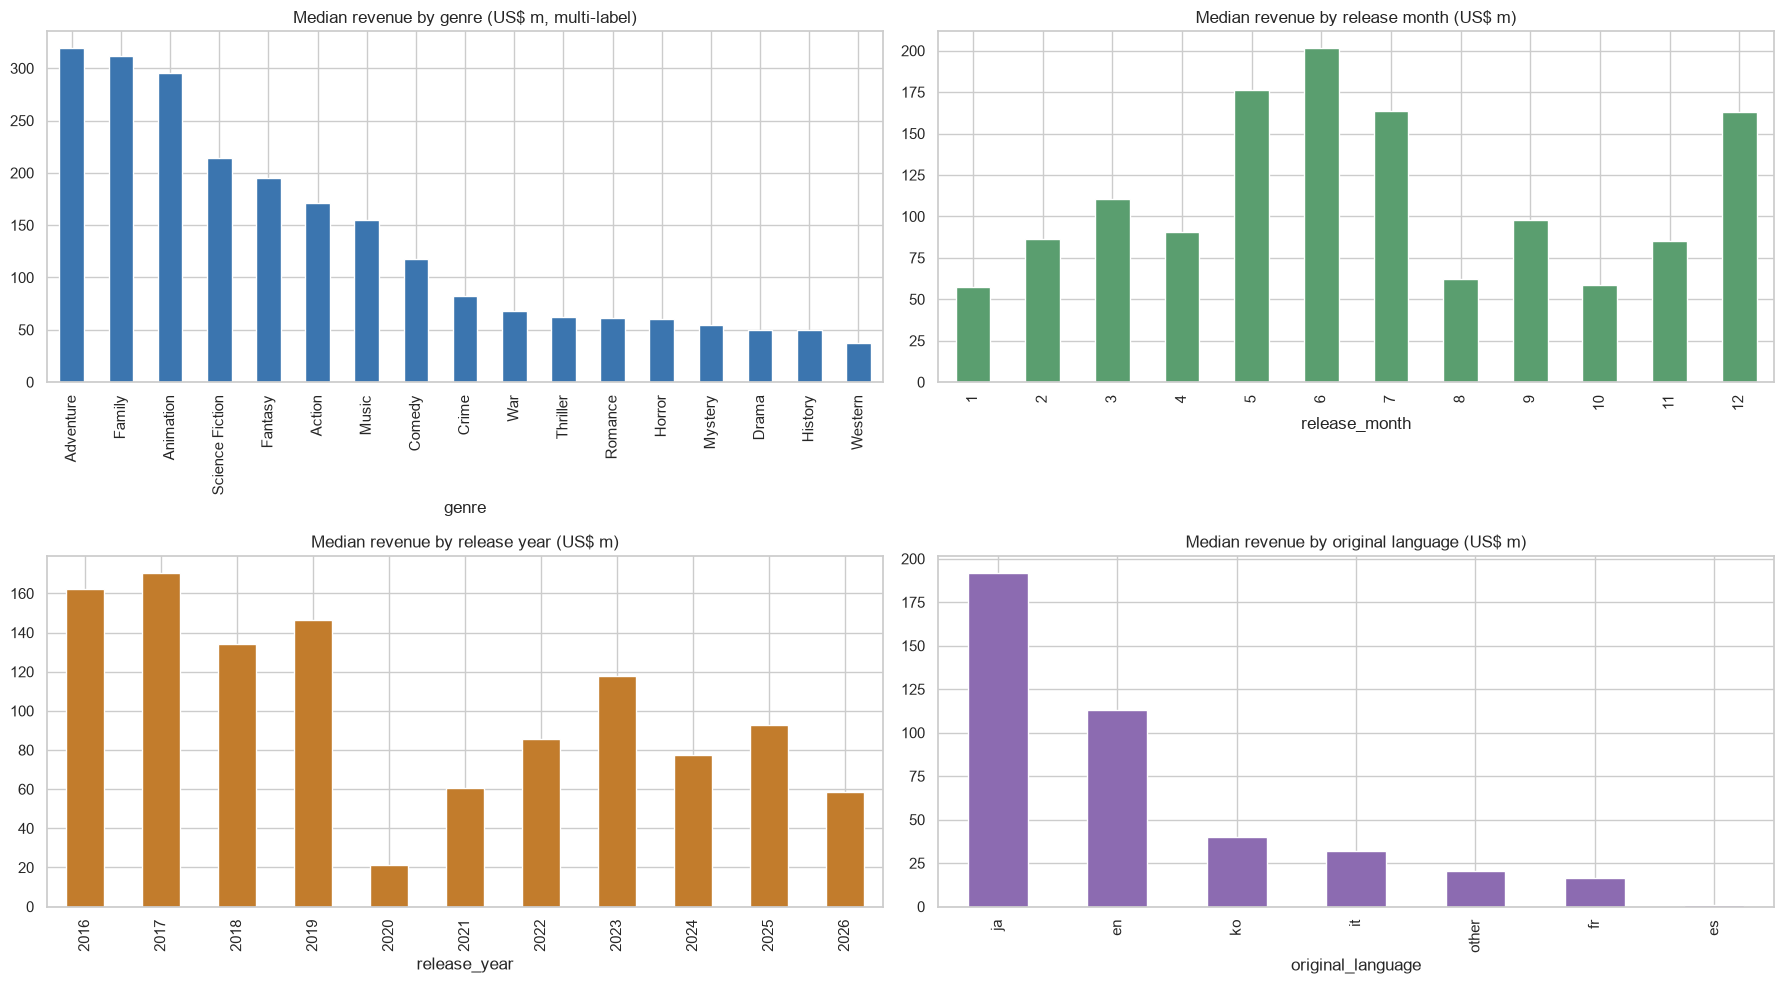 Median revenue by genre (US$ m, multi-label)
300
250
200
150
100
50
0
Adventure
Family
Animation
Science Fiction
Fantasy
Action
Music
Comedy
Crime
War
Thriller
Romance
Horror
Mystery
Drama
History
Western
genre
Median revenue by release month (US$ m)
200
175
150
125
100
75
50
25
0
1
2
3
4
5
6
7
8
9
10
11
12
release_month
Median revenue by release year (US$ m)
160
140
120
100
80
60
40
20
0
2016
2017
2018
2019
2020
2021
2022
2023
2024
2025
2026
release_year
Median revenue by original language (US$ m)
200
175
150
125
100
75
50
25
0
ja
en
ko
it
other
fr
es
original_language